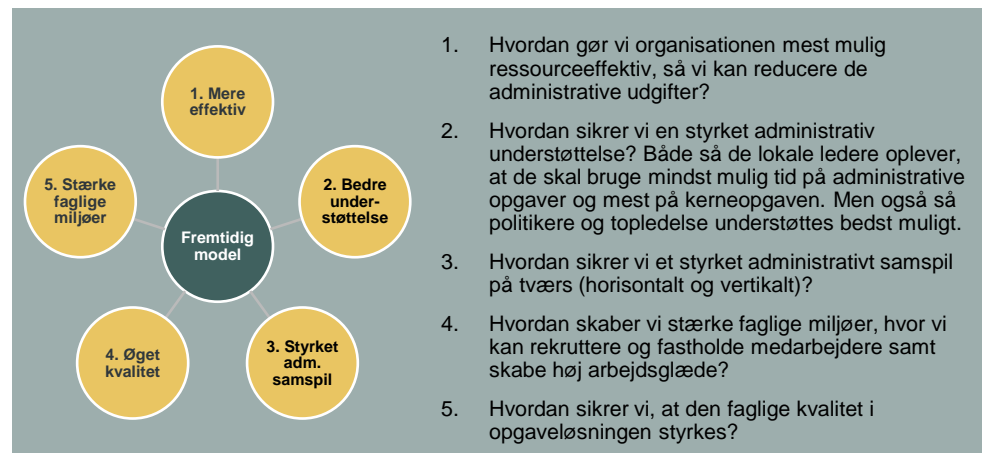 1. Mere
effektiv
5. Stærke
faglige
miljøer
2. Bedre
under-
støttelse
Fremtidig
model
4. Øget
kvalitet
3. Styrket
adm.
samspil
1. Hvordan gør vi organisationen mest mulig
ressourceeffektiv, så vi kan reducere de
administrative udgifter?
2. Hvordan sikrer vi en styrket administrativ
understøttelse? Både så de lokale ledere oplever,
at de skal bruge mindst mulig tid på administrative
opgaver og mest på kerneopgaven. Men også så
politikere og topledelse understøttes bedst muligt.
3. Hvordan sikrer vi et styrket administrativt samspil
på tværs (horisontalt og vertikalt)?
4. Hvordan skaber vi stærke faglige miljøer, hvor vi
kan rekruttere og fastholde medarbejdere samt
skabe høj arbejdsglæde?
5. Hvordan sikrer vi, at den faglige kvalitet i
opgaveløsningen styrkes?